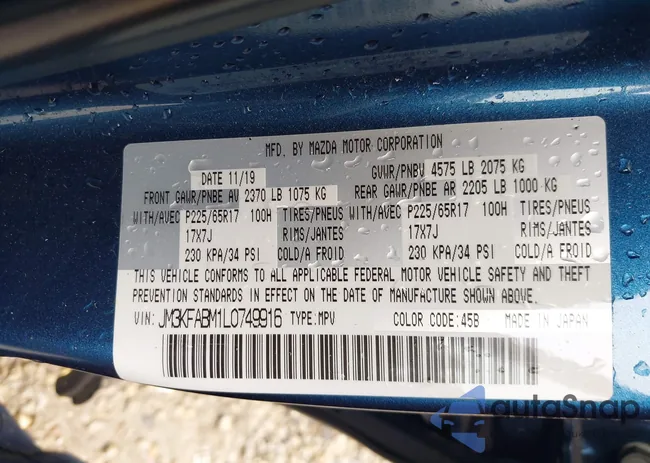 MFD. BY MAZDA MOTOR CORPORATION
DATE 11/19 GVWR/PNBV 4575 LB 2075 KG
FRONT GAWR/PNBE AV 2370 LB 1075 KG REAR GAWR/PNBE AR 2205 LB 1000 KG
WITH/AVEC P225/65R17 100H TIRES/PNEUS WITH/AVEC P225/65R17 100H TIRES/PNEUS
17X7J RIMS/JANTES 17X7J RIMS/JANTES
230 KPA/34 PSI COLD/A FROID 230 KPA/34 PSI COLD/A FROID
THIS VEHICLE CONFORMS TO ALL APPLICABLE FEDERAL MOTOR VEHICLE SAFETY AND THEFT
PREVENTION STANDARDS IN EFFECT ON THE DATE OF MANUFACTURE SHOWN ABOVE.
VIN: JM3KFABM1L0749916 TYPE: MPV COLOR CODE: 45B MADE IN JAPAN
autoSnap